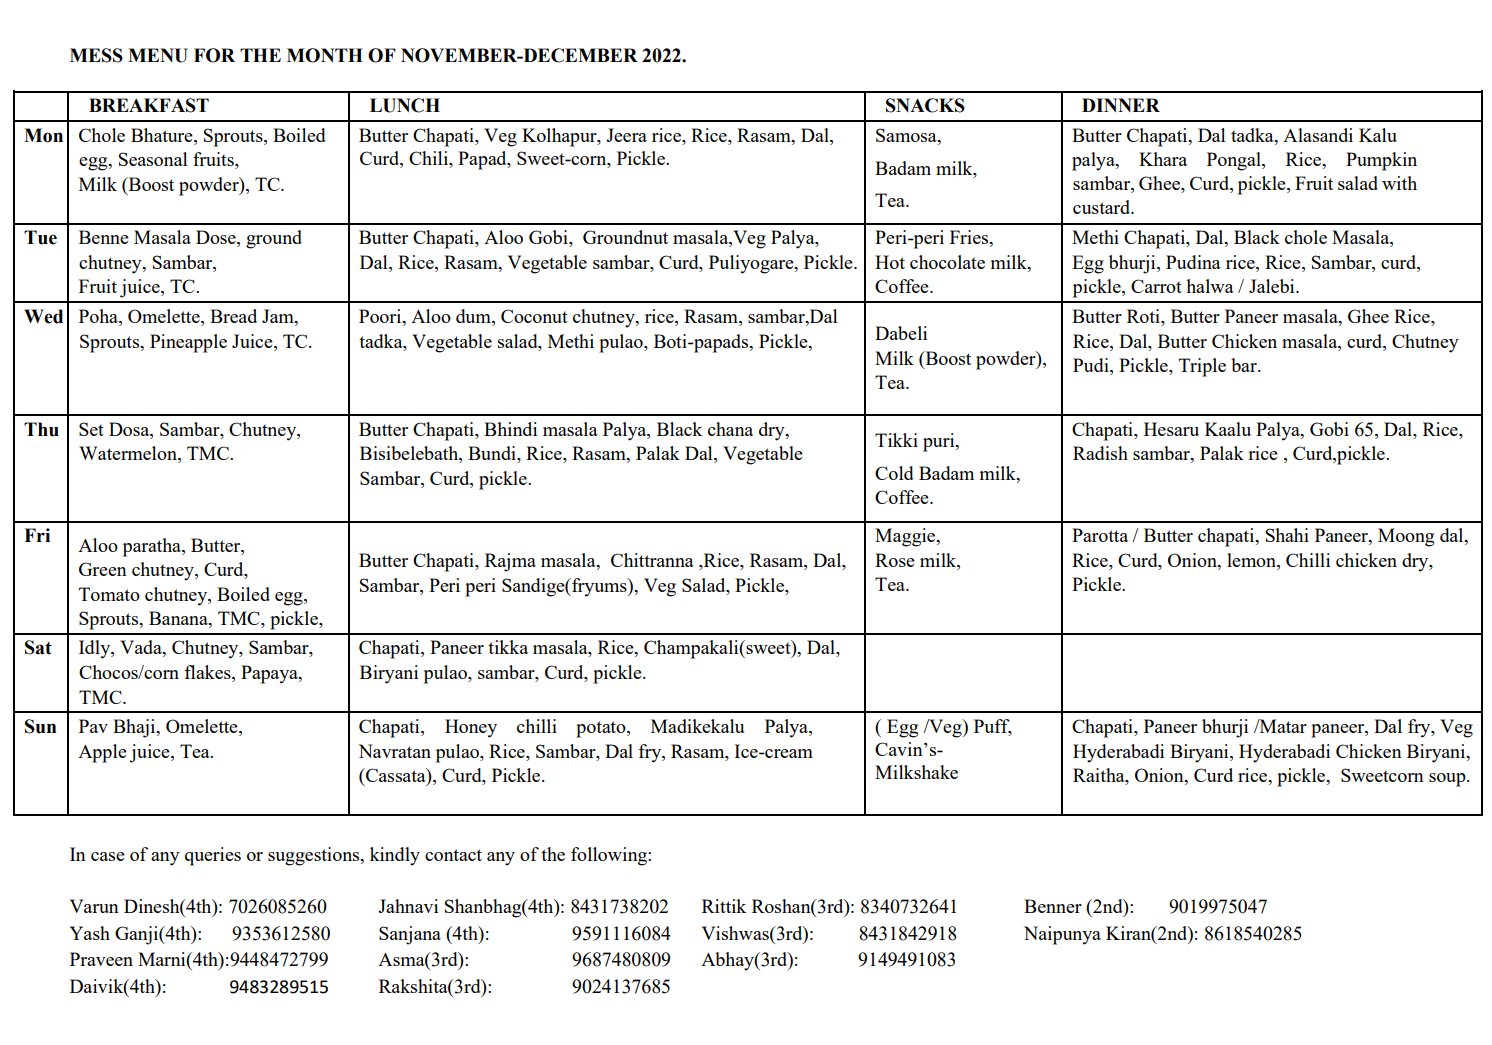 MESS MENU FOR THE MONTH OF NOVEMBER-DECEMBER 2022.
BREAKFAST
LUNCH
SNACKS
DINNER
Mon
Chole Bhature, Sprouts, Boiled
egg, Seasonal fruits,
Milk (Boost powder), TC.
Butter Chapati, Veg Kolhapur, Jeera rice, Rice, Rasam, Dal,
Curd, Chili, Papad, Sweet-corn, Pickle.
Samosa,
Badam milk,
Tea.
Butter Chapati, Dal tadka, Alasandi Kalu
palya, Khara Pongal, Rice, Pumpkin
sambar, Ghee, Curd, pickle, Fruit salad with
custard.
Tue
Benne Masala Dose, ground
chutney, Sambar,
Fruit juice, TC.
Butter Chapati, Aloo Gobi, Groundnut masala,Veg Palya,
Dal, Rice, Rasam, Vegetable sambar, Curd, Puliyogare, Pickle.
Peri-peri Fries,
Hot chocolate milk,
Coffee.
Methi Chapati, Dal, Black chole Masala,
Egg bhurji, Pudina rice, Rice, Sambar, curd,
pickle, Carrot halwa / Jalebi.
Wed
Poha, Omelette, Bread Jam,
Sprouts, Pineapple Juice, TC.
Poori, Aloo dum, Coconut chutney, rice, Rasam, sambar,Dal
tadka, Vegetable salad, Methi pulao, Boti-papads, Pickle,
Dabeli
Milk (Boost powder),
Tea.
Butter Roti, Butter Paneer masala, Ghee Rice,
Rice, Dal, Butter Chicken masala, curd, Chutney
Pudi, Pickle, Triple bar.
Thu
Set Dosa, Sambar, Chutney,
Watermelon, TMC.
Butter Chapati, Bhindi masala Palya, Black chana dry,
Bisibelebath, Bundi, Rice, Rasam, Palak Dal, Vegetable
Sambar, Curd, pickle.
Tikki puri,
Cold Badam milk,
Coffee.
Chapati, Hesaru Kaalu Palya, Gobi 65, Dal, Rice,
Radish sambar, Palak rice , Curd,pickle.
Fri
Aloo paratha, Butter,
Green chutney, Curd,
Tomato chutney, Boiled egg,
Sprouts, Banana, TMC, pickle,
Butter Chapati, Rajma masala, Chittranna ,Rice, Rasam, Dal,
Sambar, Peri peri Sandige(fryums), Veg Salad, Pickle,
Maggie,
Rose milk,
Tea.
Parotta / Butter chapati, Shahi Paneer, Moong dal,
Rice, Curd, Onion, lemon, Chilli chicken dry,
Pickle.
Sat
Idly, Vada, Chutney, Sambar,
Chocos/corn flakes, Papaya,
TMC.
Chapati, Paneer tikka masala, Rice, Champakali(sweet), Dal,
Biryani pulao, sambar, Curd, pickle.
Sun
Pav Bhaji, Omelette,
Apple juice, Tea.
Chapati, Honey chilli potato, Madikekalu Palya,
Navratan pulao, Rice, Sambar, Dal fry, Rasam, Ice-cream
(Cassata), Curd, Pickle.
( Egg /Veg) Puff,
Cavin’s-
Milkshake
Chapati, Paneer bhurji /Matar paneer, Dal fry, Veg
Hyderabadi Biryani, Hyderabadi Chicken Biryani,
Raitha, Onion, Curd rice, pickle, Sweetcorn soup.
In case of any queries or suggestions, kindly contact any of the following:
Varun Dinesh(4th): 7026085260 Jahnavi Shanbhag(4th): 8431738202 Rittik Roshan(3rd): 8340732641 Benner (2nd): 9019975047
Yash Ganji(4th): 9353612580 Sanjana (4th): 9591116084 Vishwas(3rd): 8431842918 Naipunya Kiran(2nd): 8618540285
Praveen Marni(4th):9448472799 Asma(3rd): 9687480809 Abhay(3rd): 9149491083
Daivik(4th): 9483289515 Rakshita(3rd): 9024137685